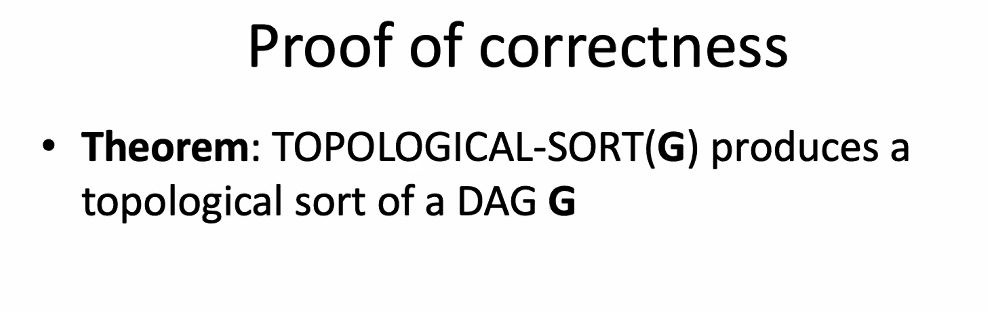 Proof of correctness
• Theorem: TOPOLOGICAL-SORT(G) produces a
topological sort of a DAG G